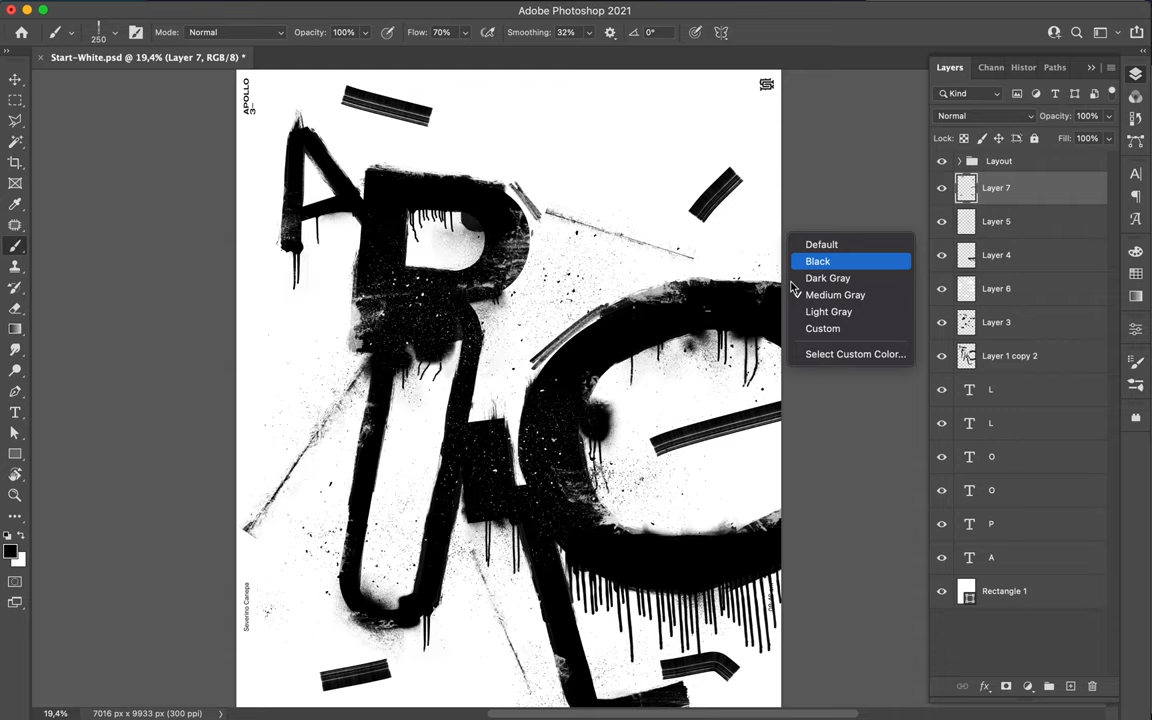 Adobe Photoshop 2021
250
Mode: Normal
Opacity: 100%
Flow: 70%
Smoothing: 32%
0°
Start-White.psd @ 19,4% (Layer 7, RGB/8) *
APOLLO
3—
Default
Black
Dark Gray
Medium Gray
Light Gray
Custom
Select Custom Color...
Severino Canepa
Layers
Chann
Histor
Paths
Kind
Normal
Opacity: 100%
Lock:
Fill: 100%
Layout
Layer 7
Layer 5
Layer 4
Layer 6
Layer 3
Layer 1 copy 2
L
L
O
O
P
A
Rectangle 1
19,4%
7016 px x 9933 px (300 ppi)